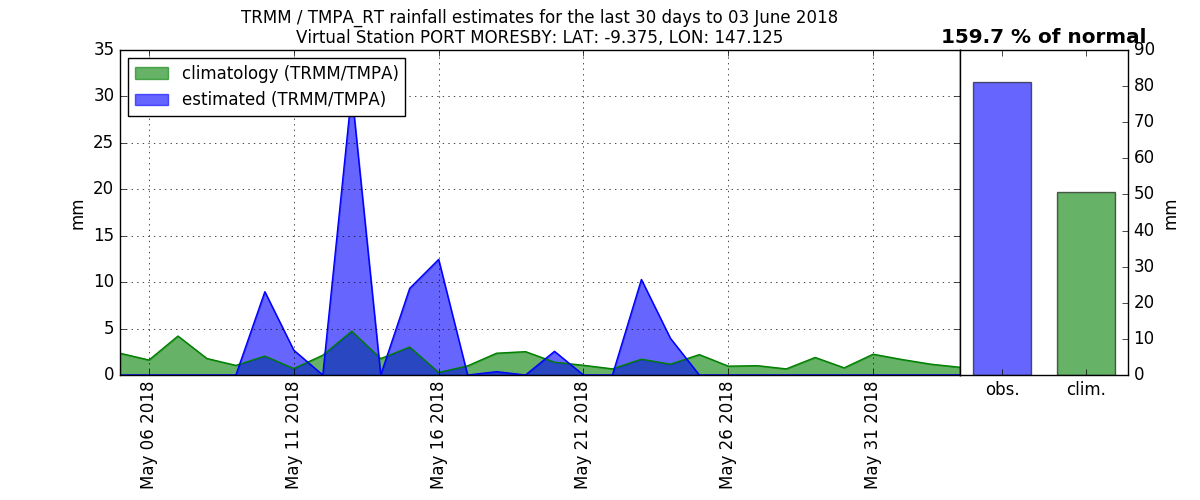 TRMM / TMPA_RT rainfall estimates for the last 30 days to 03 June 2018
Virtual Station PORT MORESBY: LAT: -9.375, LON: 147.125
159.7 % of normal
climatology (TRMM/TMPA)
estimated (TRMM/TMPA)
mm
35
30
25
20
15
10
5
0
May 06 2018
May 11 2018
May 16 2018
May 21 2018
May 26 2018
May 31 2018
obs.
clim.
90
80
70
60
50
40
30
20
10
0
mm